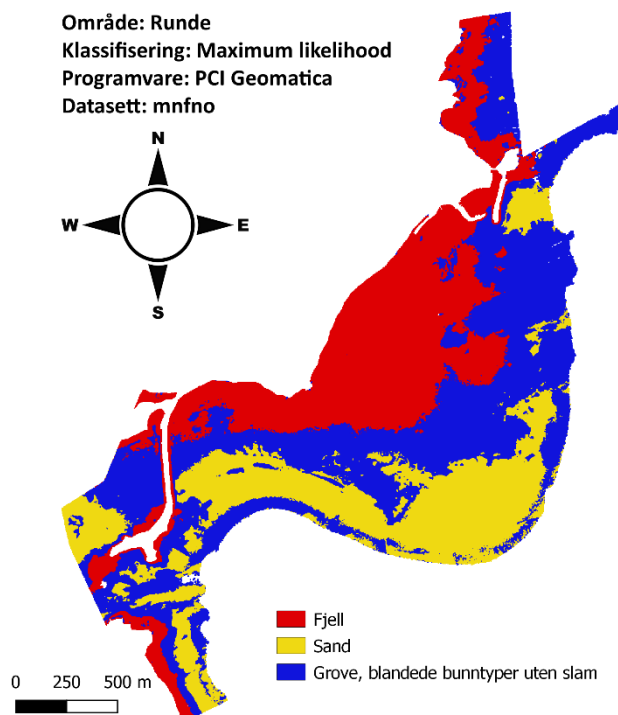 Område: Runde
Klassifisering: Maximum likelihood
Programvare: PCI Geomatica
Datasett: mnfno
N
W E
S
Fjell
Sand
Grove, blandede bunntyper uten slam
0 250 500 m